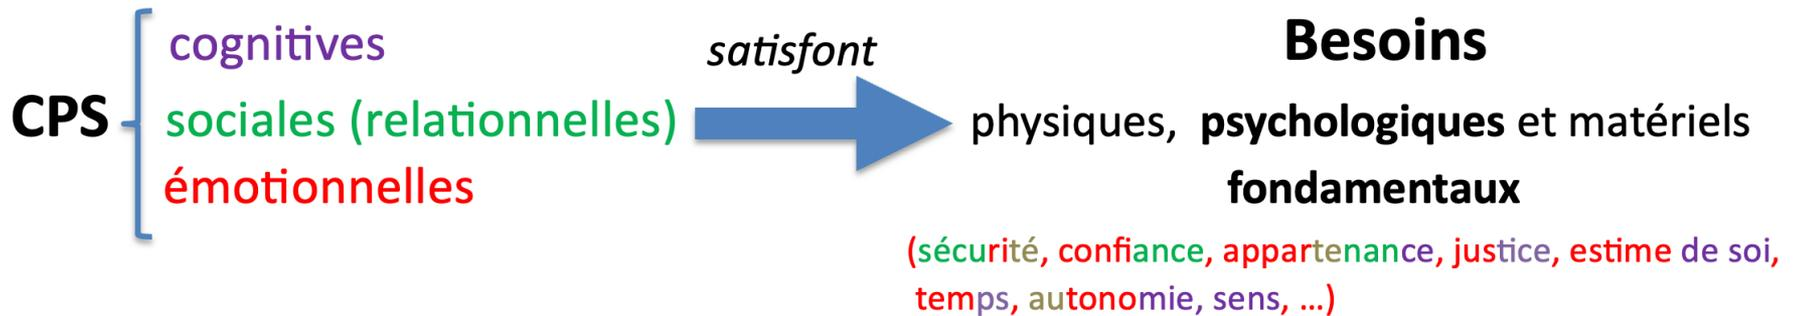 CPS
cognitives
sociales (relationnelles)
émotionnelles
satisfont
Besoins
physiques, psychologiques et matériels
fondamentaux
(sécurité, confiance, appartenance, justice, estime de soi,
temps, autonomie, sens, ...)